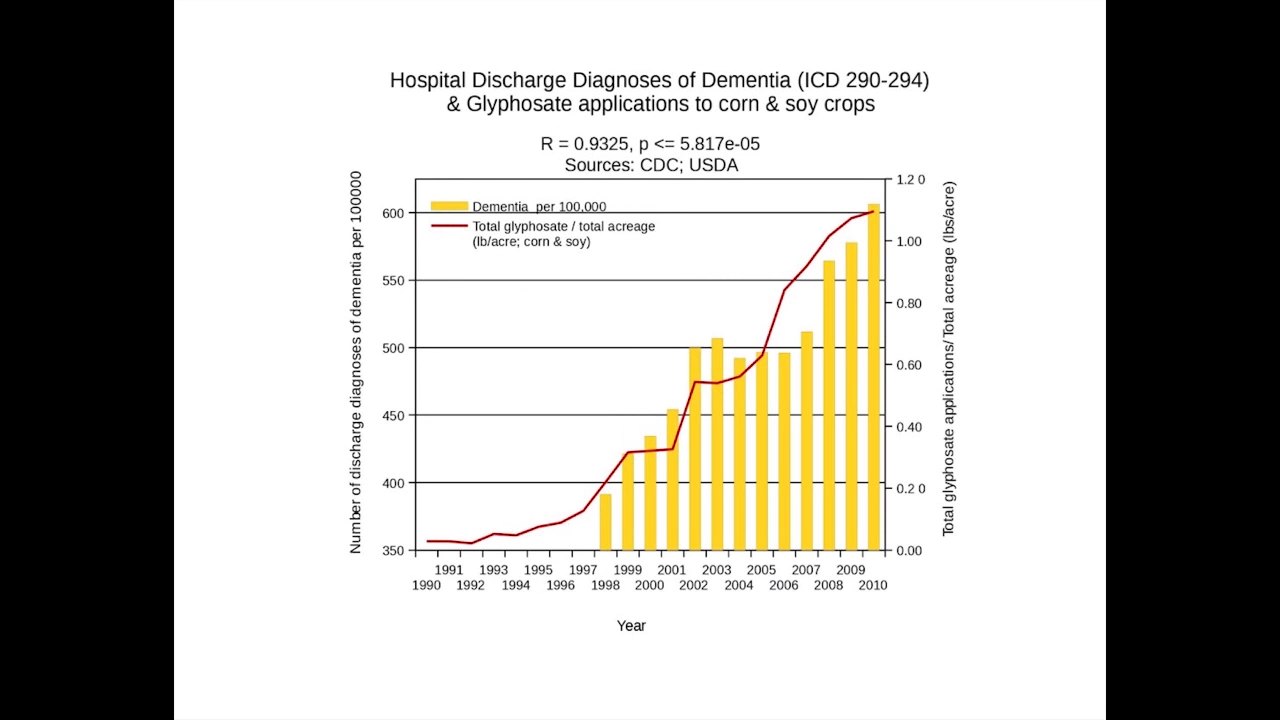 Hospital Discharge Diagnoses of Dementia (ICD 290-294)
& Glyphosate applications to corn & soy crops
R = 0.9325, p <= 5.817e-05
Sources: CDC; USDA
Number of discharge diagnoses of dementia per 100000
600
550
500
450
400
350
Dementia per 100,000
Total glyphosate / total acreage
(lb/acre; corn & soy)
1.2 0
1.00
0.80
0.60
0.40
0.2 0
0.00
Total glyphosate applications/Total acreage (lbs/acre)
1991 1993 1995 1997 1999 2001 2003 2005 2007 2009
1990 1992 1994 1996 1998 2000 2002 2004 2006 2008 2010
Year